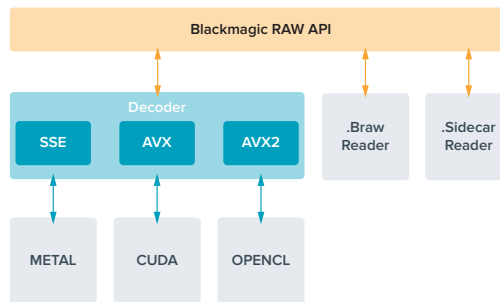 Blackmagic RAW API
Decoder
SSE
AVX
AVX2
.Braw
Reader
.Sidecar
Reader
METAL
CUDA
OPENCL